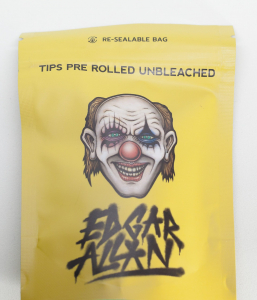 RE-SEALABLE BAG
TIPS PRE ROLLED UNBLEACHED
EDGAR
ALLAN